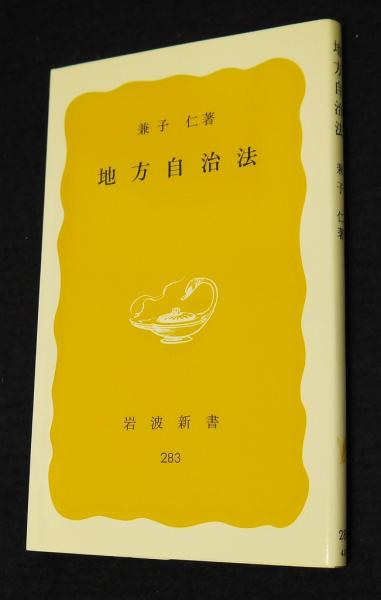 兼子 仁著
地方自治法
岩波新書
283
地方自治法
兼子 仁著